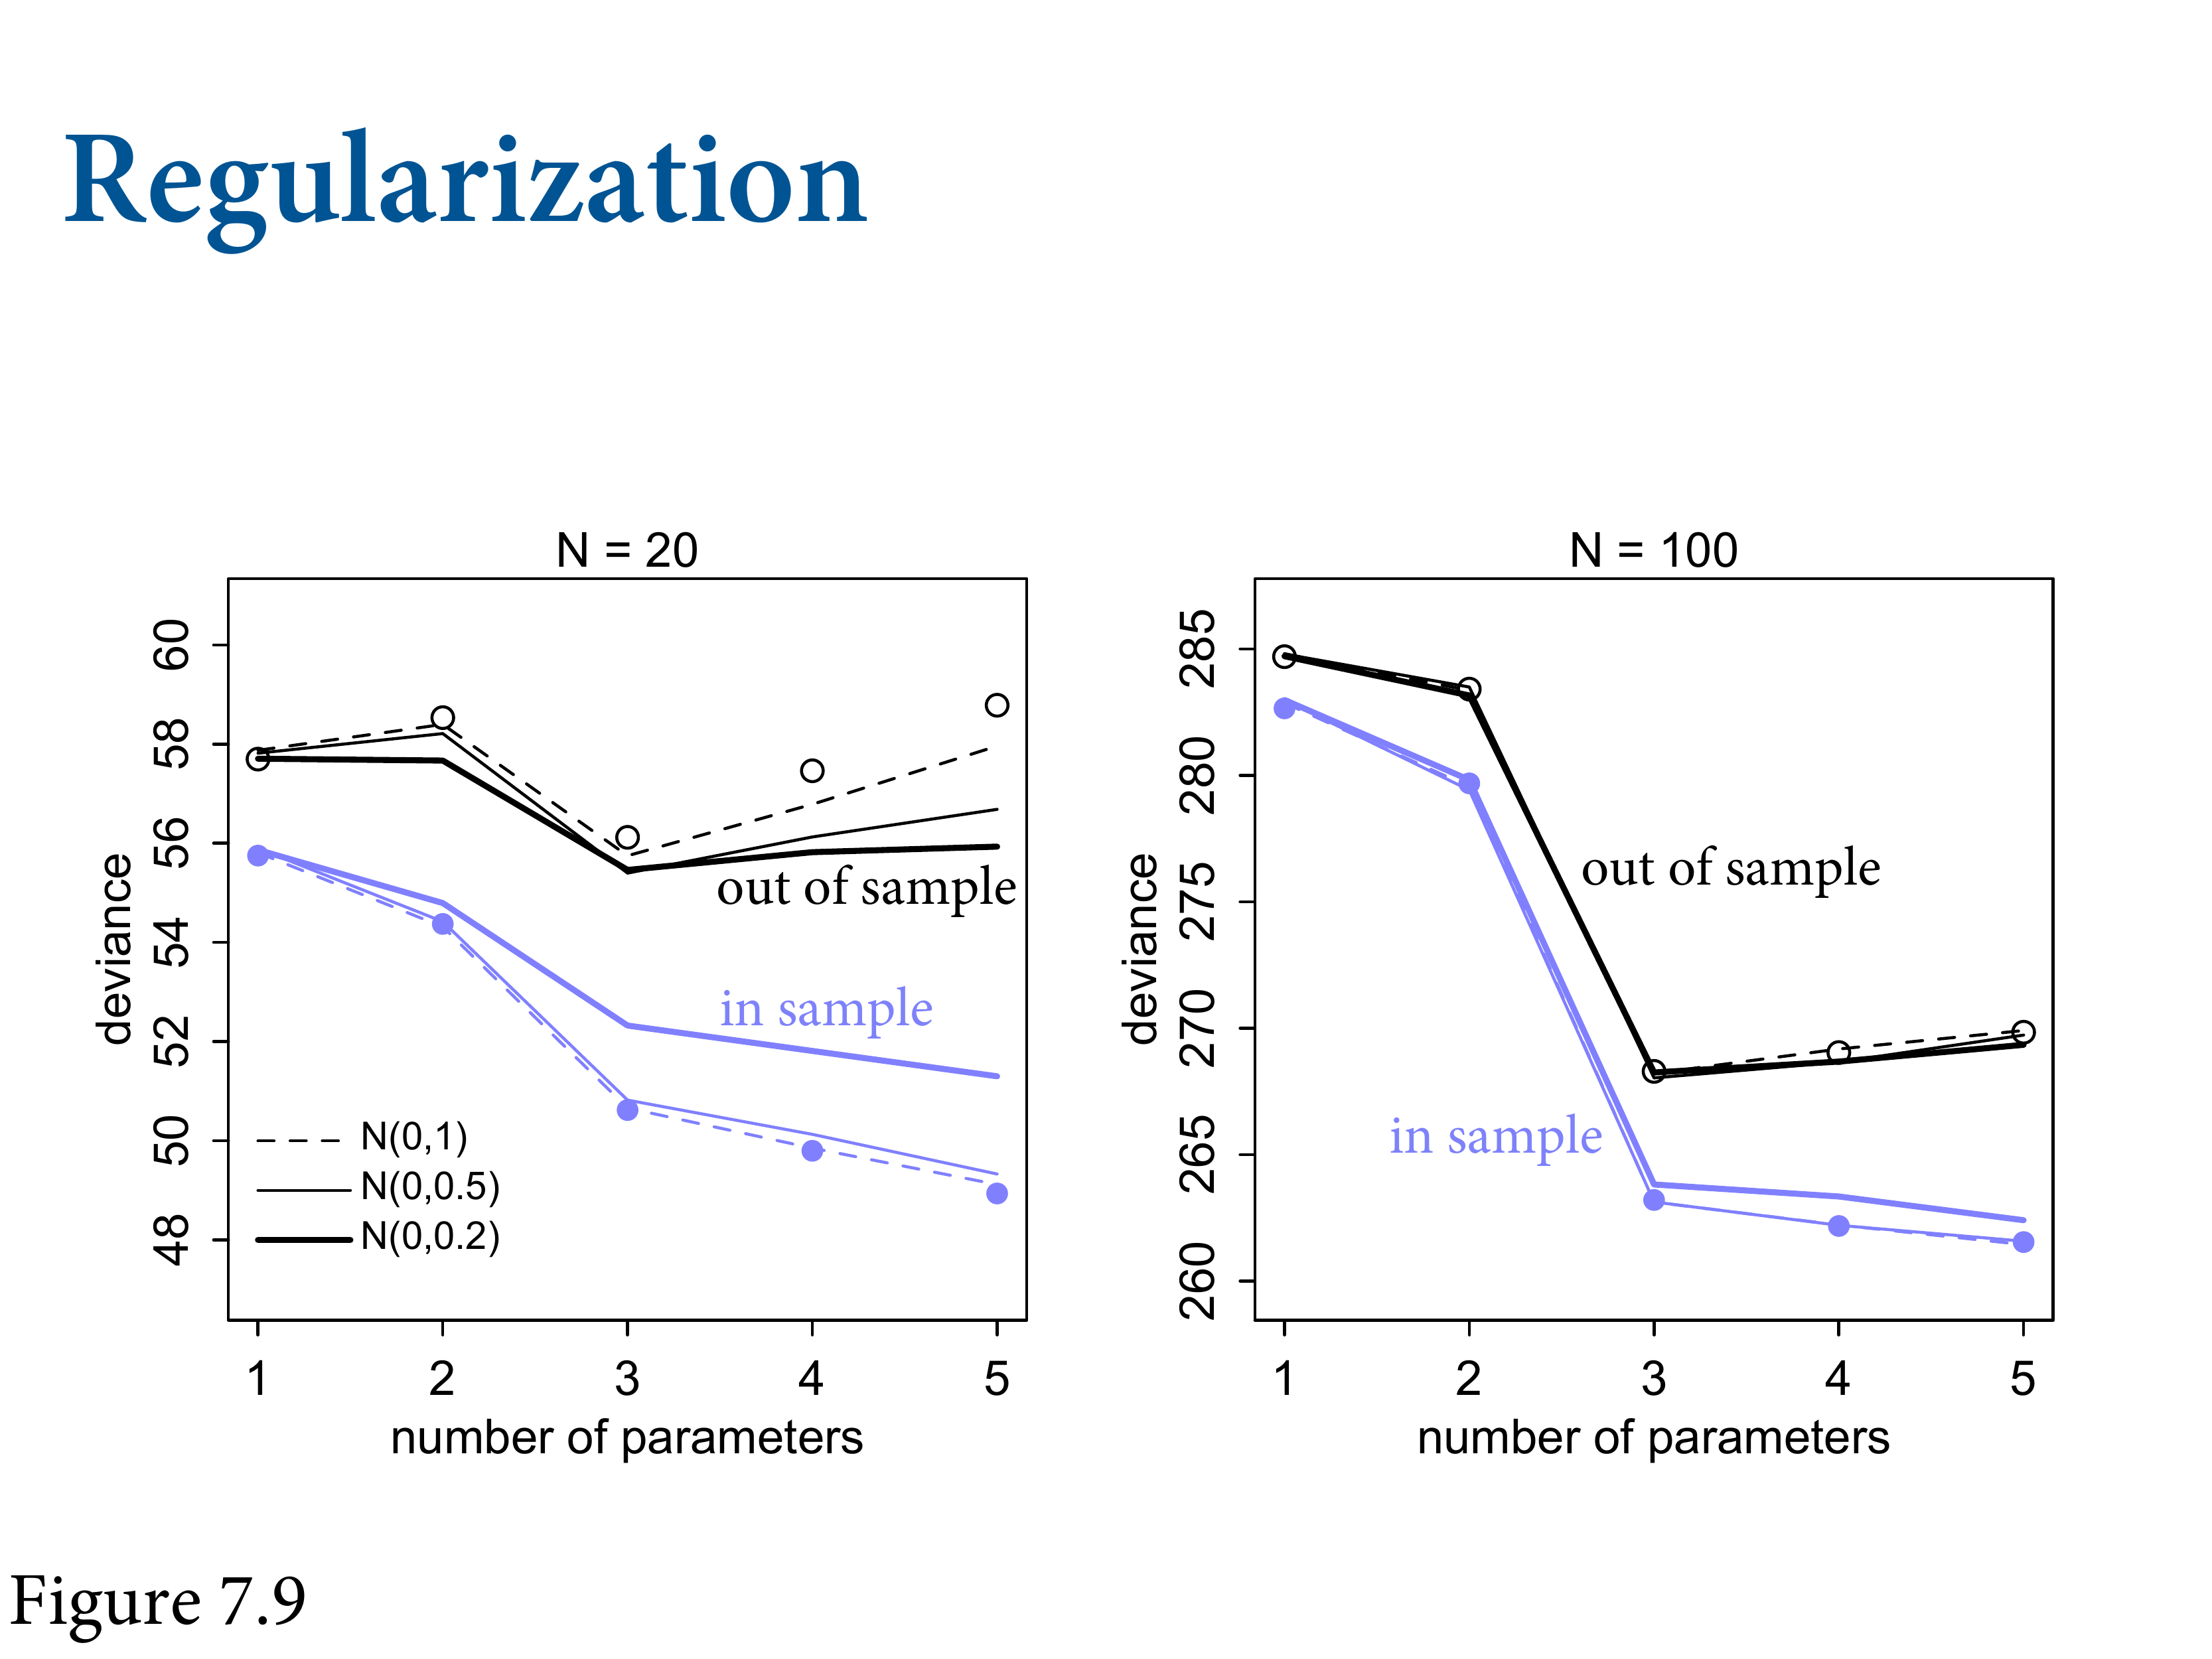 Regularization
N = 20
deviance
60
58
56
54
52
50
48
out of sample
in sample
N(0,1)
N(0,0.5)
N(0,0.2)
1 2 3 4 5
number of parameters
N = 100
deviance
285
280
275
270
265
260
out of sample
in sample
1 2 3 4 5
number of parameters
Figure 7.9